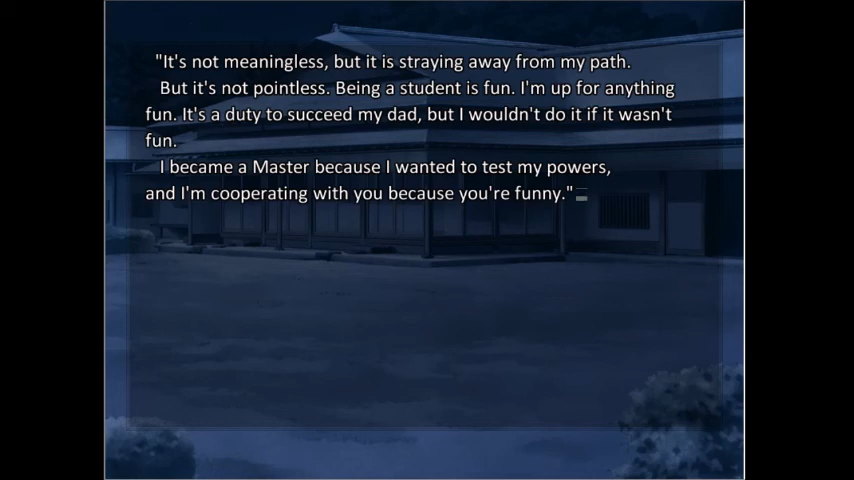 "It's not meaningless, but it is straying away from my path.
But it's not pointless. Being a student is fun. I'm up for anything
fun. It's a duty to succeed my dad, but I wouldn't do it if it wasn't
fun.
I became a Master because I wanted to test my powers,
and I'm cooperating with you because you're funny."